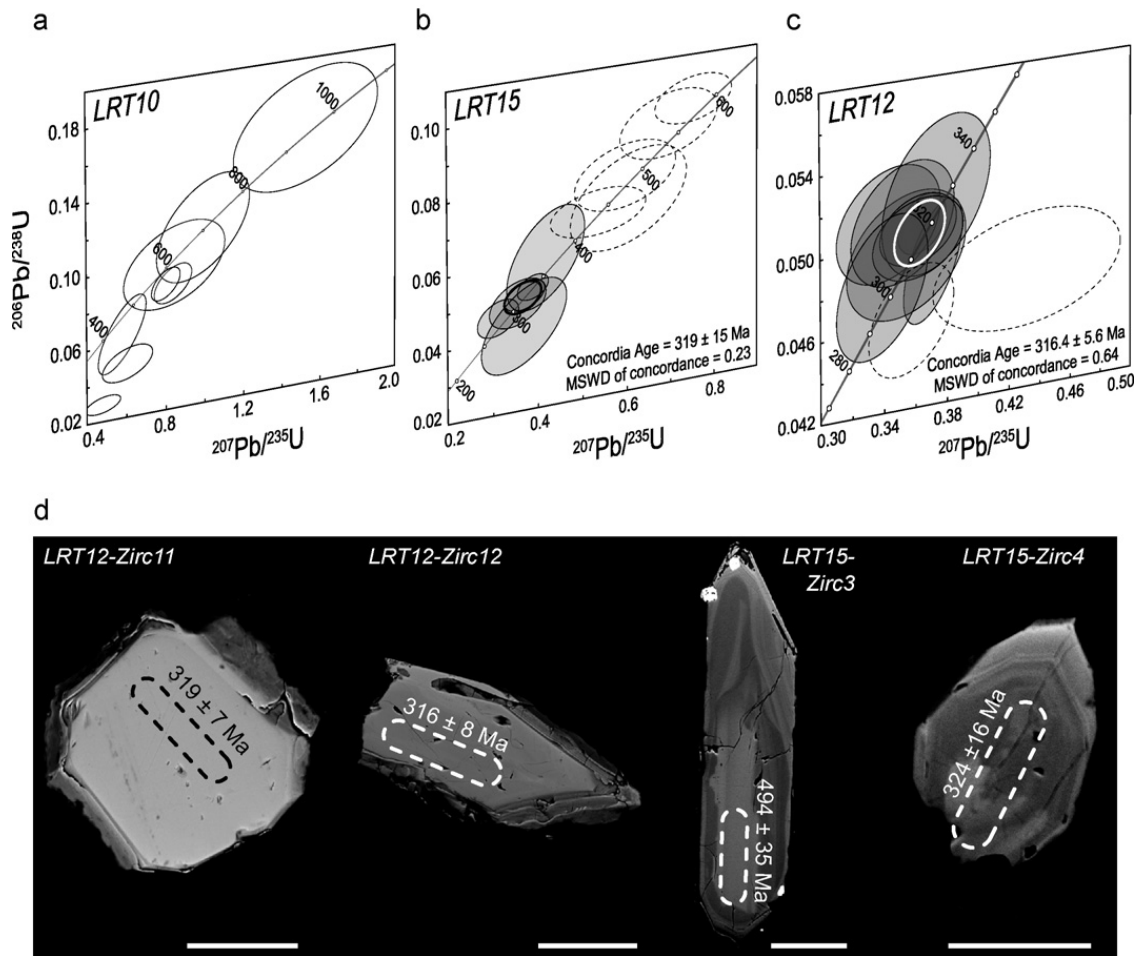 a
LRT10
0.18
0.14
0.10
0.06
0.02
400
600
800
1000
0.4
0.8
1.2
1.6
2.0
²⁰⁶Pb/²³⁸U
²⁰⁷Pb/²³⁵U
b
LRT15
0.10
0.08
0.06
0.04
0.02
200
300
400
500
600
Concordia Age = 319 ± 15 Ma
MSWD of concordance = 0.23
0.2
0.4
0.6
0.8
²⁰⁷Pb/²³⁵U
c
LRT12
0.058
0.054
0.050
0.046
0.042
280
300
340
Concordia Age = 316.4 ± 5.6 Ma
MSWD of concordance = 0.64
0.30
0.34
0.38
0.42
0.46
0.50
²⁰⁷Pb/²³⁵U
d
LRT12-Zirc11
319 ± 7 Ma
LRT12-Zirc12
316 ± 8 Ma
LRT15-
Zirc3
494 ± 35 Ma
LRT15-Zirc4
324 ±16 Ma